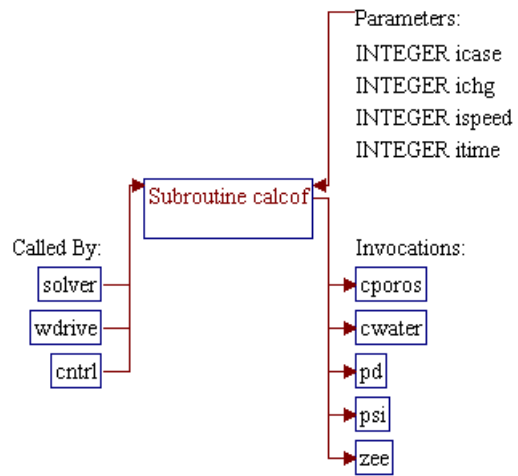 Parameters:
INTEGER icase
INTEGER ichg
INTEGER ispeed
INTEGER itime
Subroutine calcof
Called By:
solver
wdrive
cntrl
Invocations:
cporos
cwater
pd
psi
zee